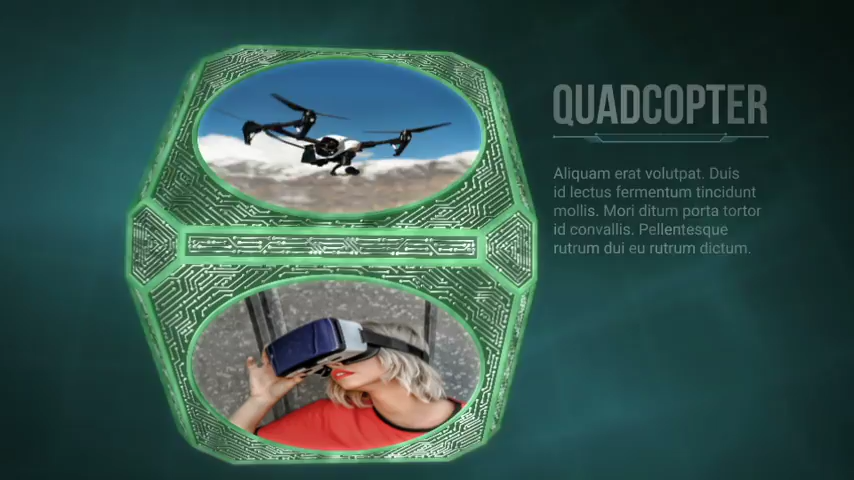 QUADCOPTER
Aliquam erat volutpat. Duis
id lectus fermentum tincidunt
mollis. Mori ditum porta tortor
id convallis. Pellentesque
rutrum dui eu rutrum dictum.